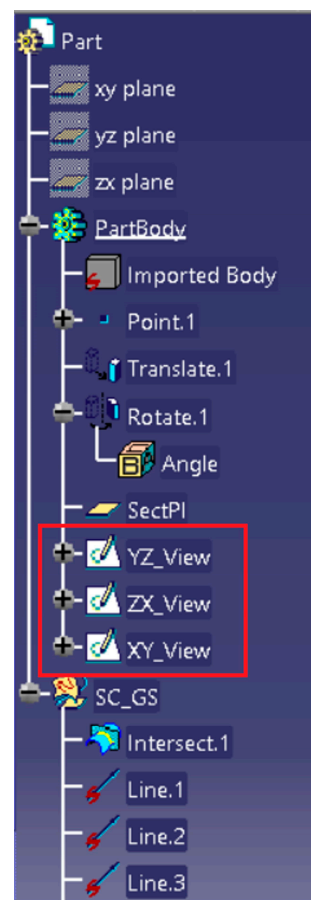 Part
xy plane
yz plane
zx plane
PartBody
Imported Body
Point.1
Translate.1
Rotate.1
Angle
SectPl
YZ_View
ZX_View
XY_View
SC_GS
Intersect.1
Line.1
Line.2
Line.3